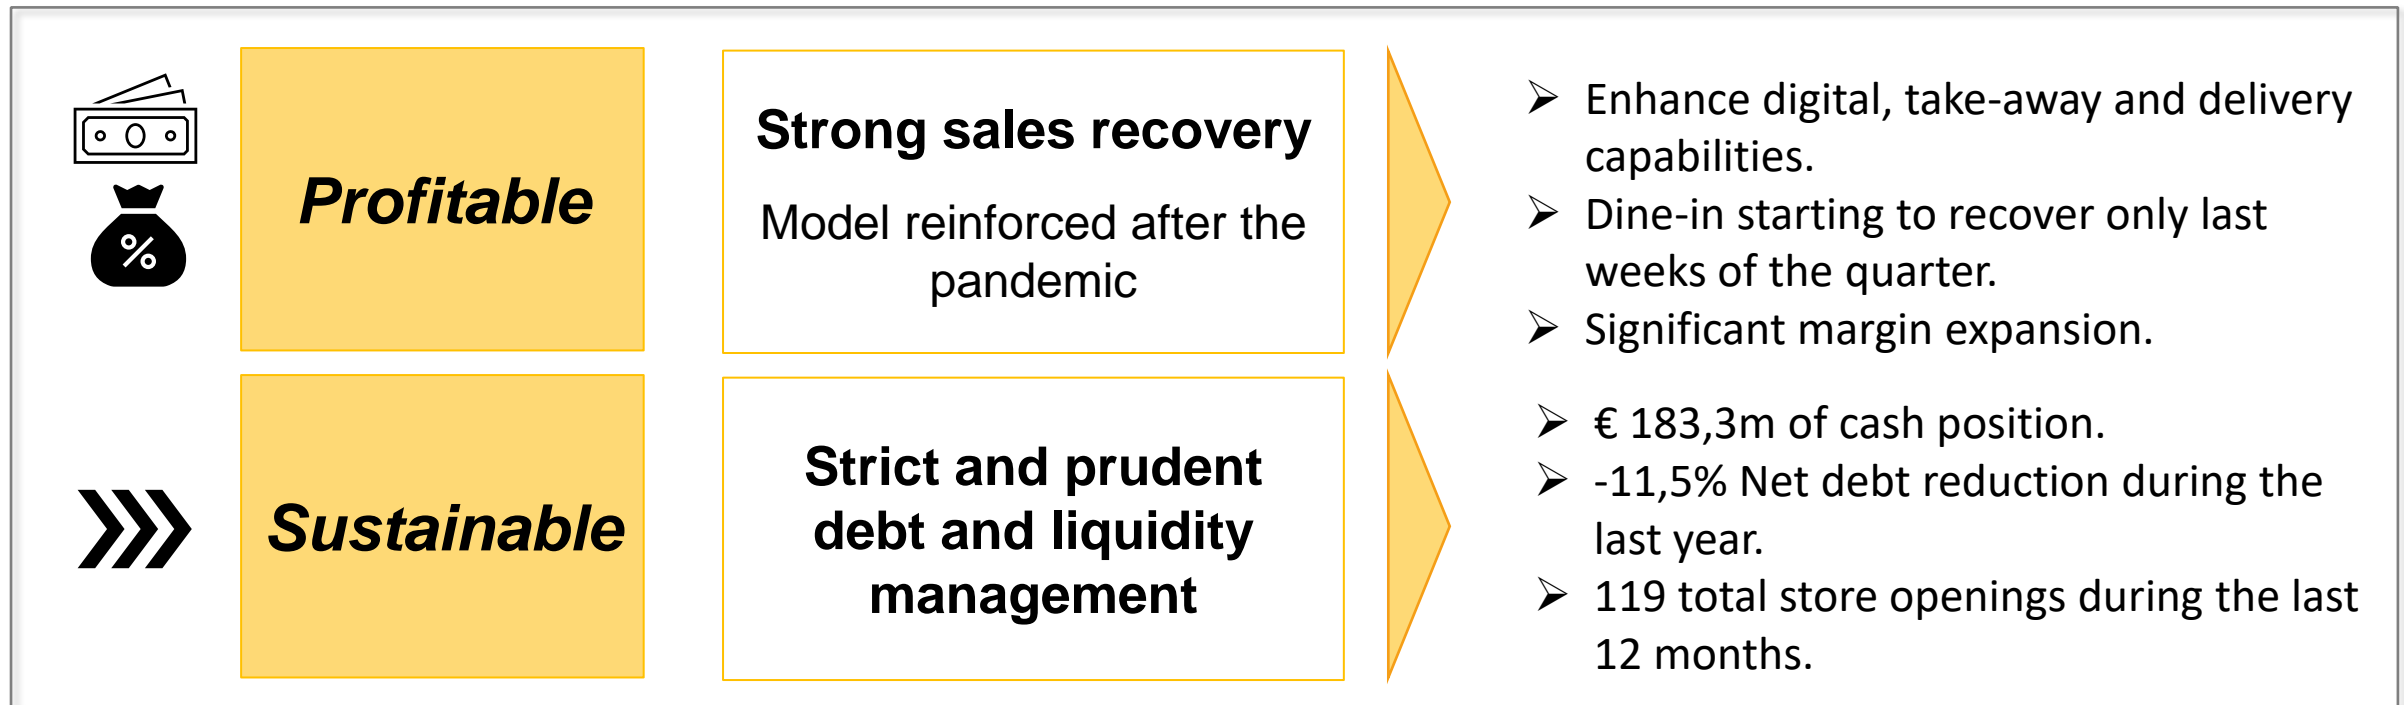 Profitable
Strong sales recovery
Model reinforced after the
pandemic
➢ Enhance digital, take-away and delivery
capabilities.
➢ Dine-in starting to recover only last
weeks of the quarter.
➢ Significant margin expansion.
%
Sustainable
Strict and prudent
debt and liquidity
management
➢ € 183,3m of cash position.
➢ -11,5% Net debt reduction during the
last year.
➢ 119 total store openings during the last
12 months.